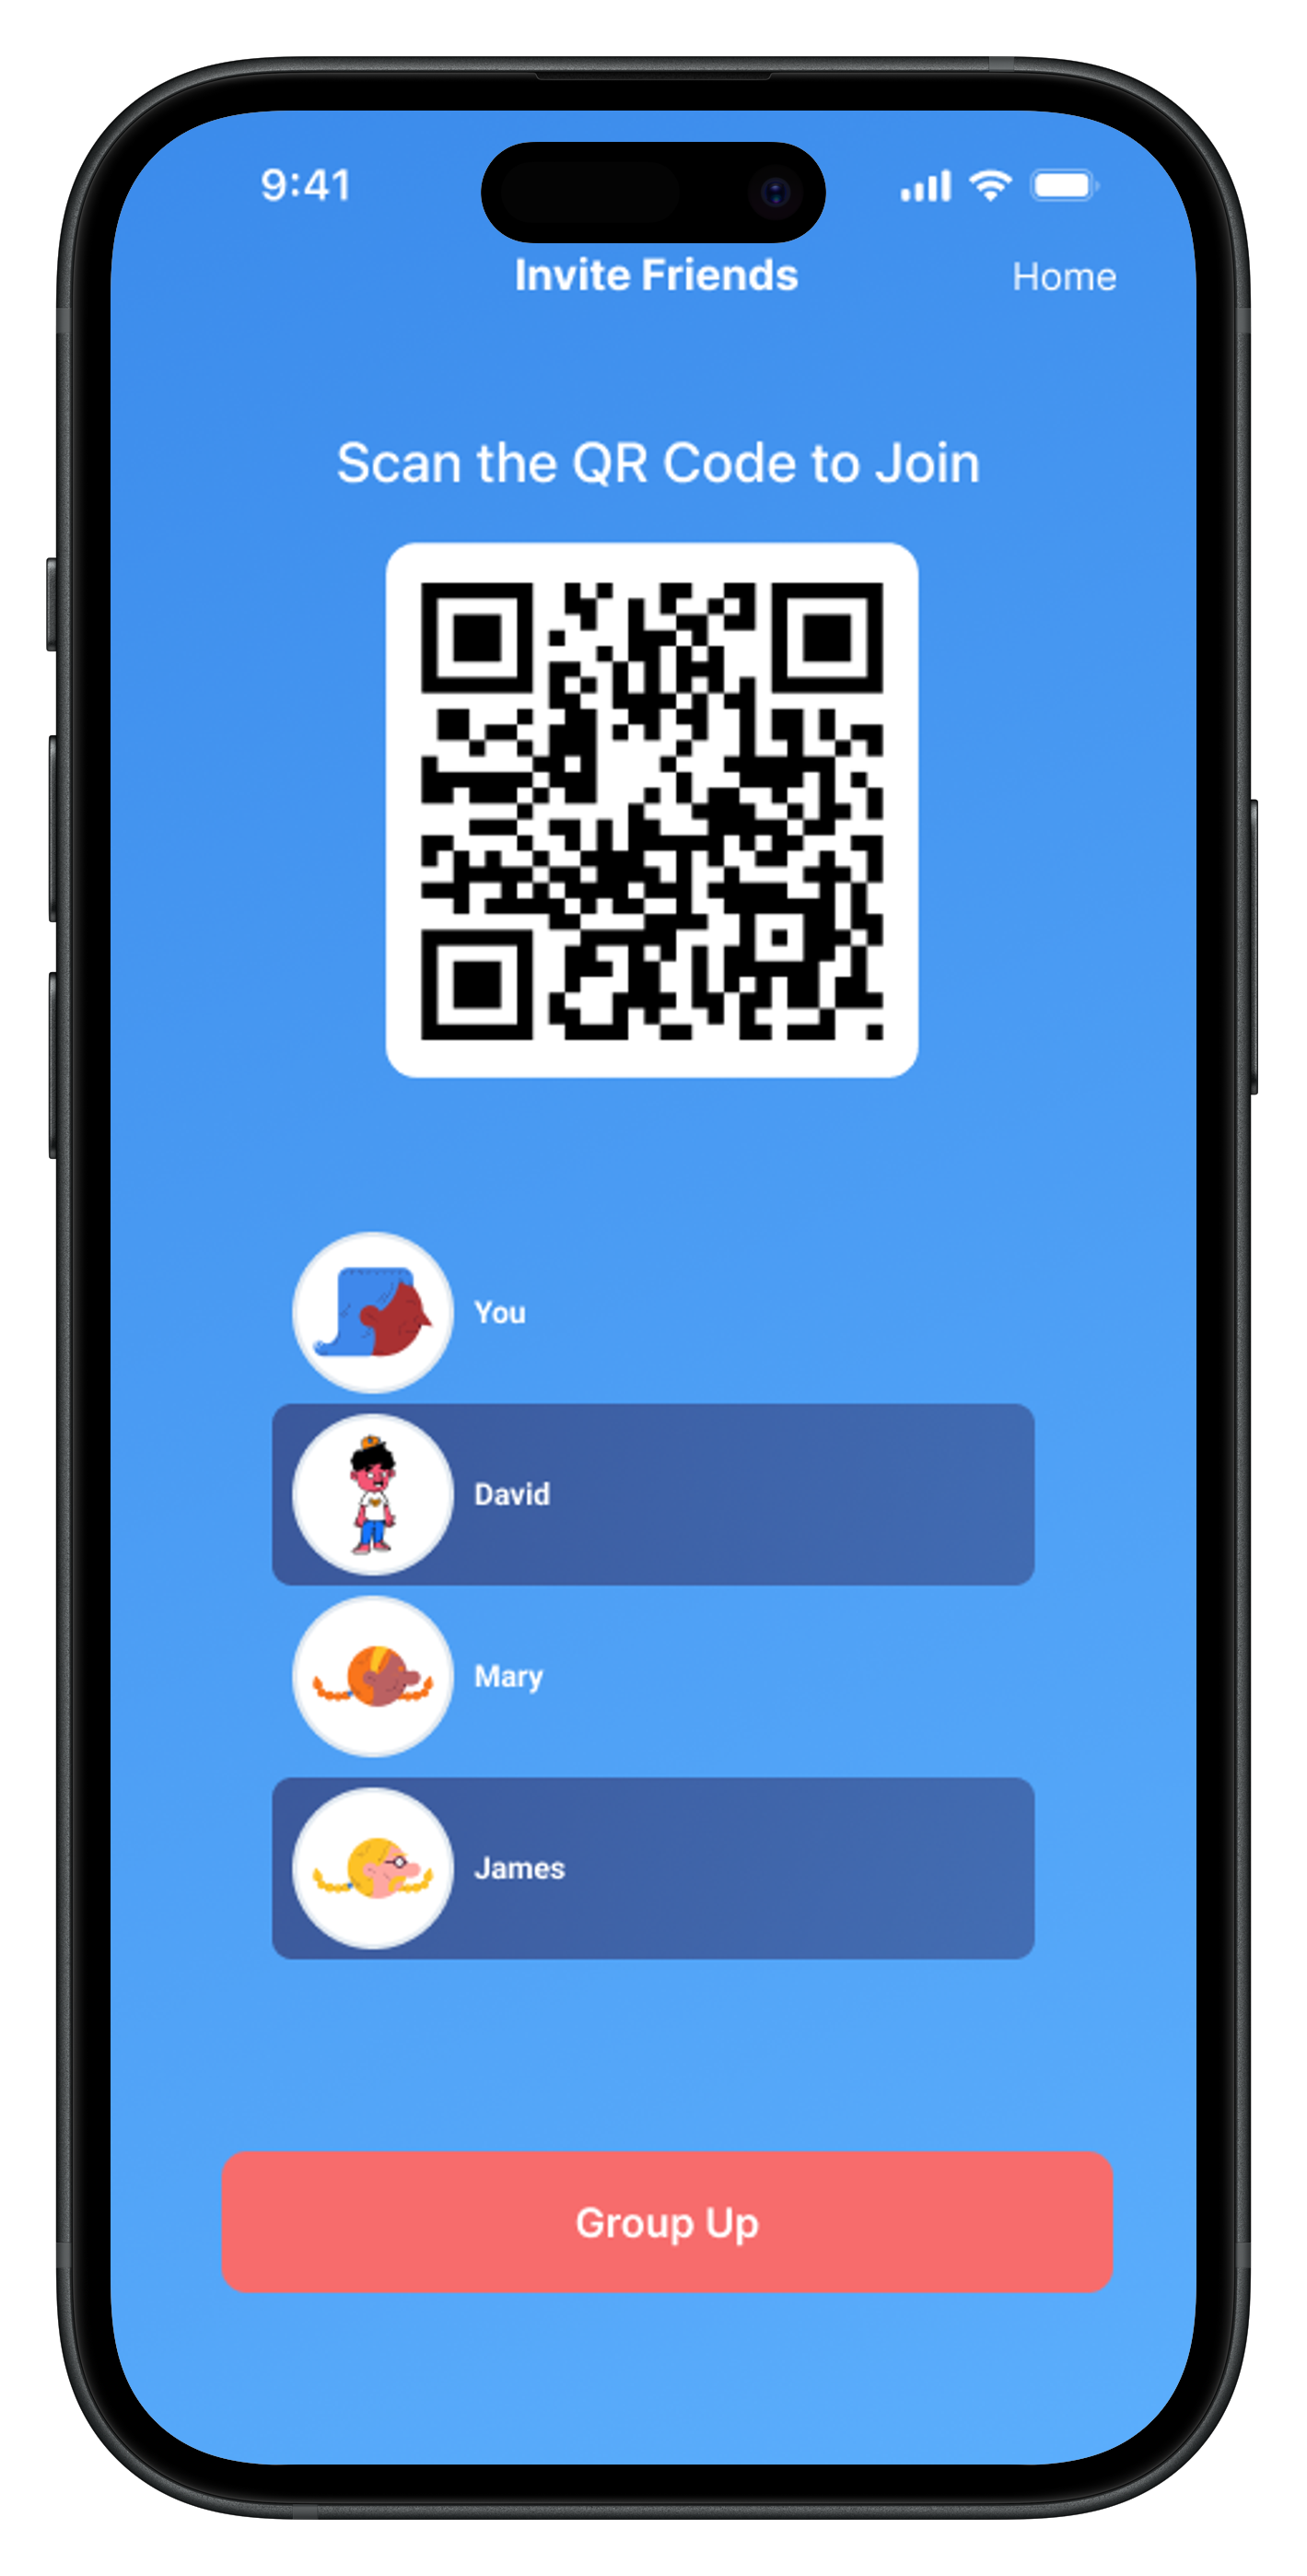 9:41
Invite Friends
Home
Scan the QR Code to Join
You
David
Mary
James
Group Up